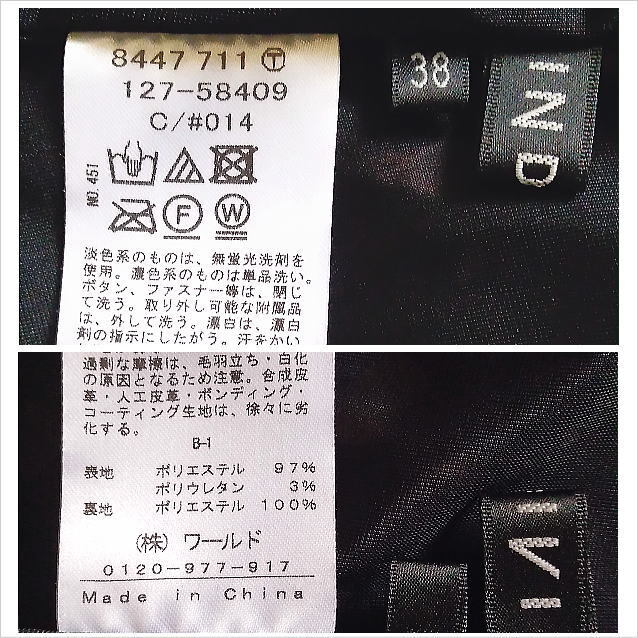 8447 711 Ⓣ
127-58409
C/#014
NO.451
F
W
淡色系のものは、無蛍光洗剤を
使用。濃色系のものは単品洗い。
ボタン、ファスナー等は、閉じ
て洗う。取り外し可能な附属品
は、外して洗う。漂白は、漂白
剤の指示にしたがう。汗をかい
38
IND
過剰な摩擦は、毛羽立ち・白化
の原因となるため注意。合成皮
革・人工皮革・ボンディング・
コーティング生地は、徐々に劣
化する。
B-1
表地 ポリエステル 97%
ポリウレタン 3%
裏地 ポリエステル 100%
(株) ワールド
0120-977-917
Made in China
IVI